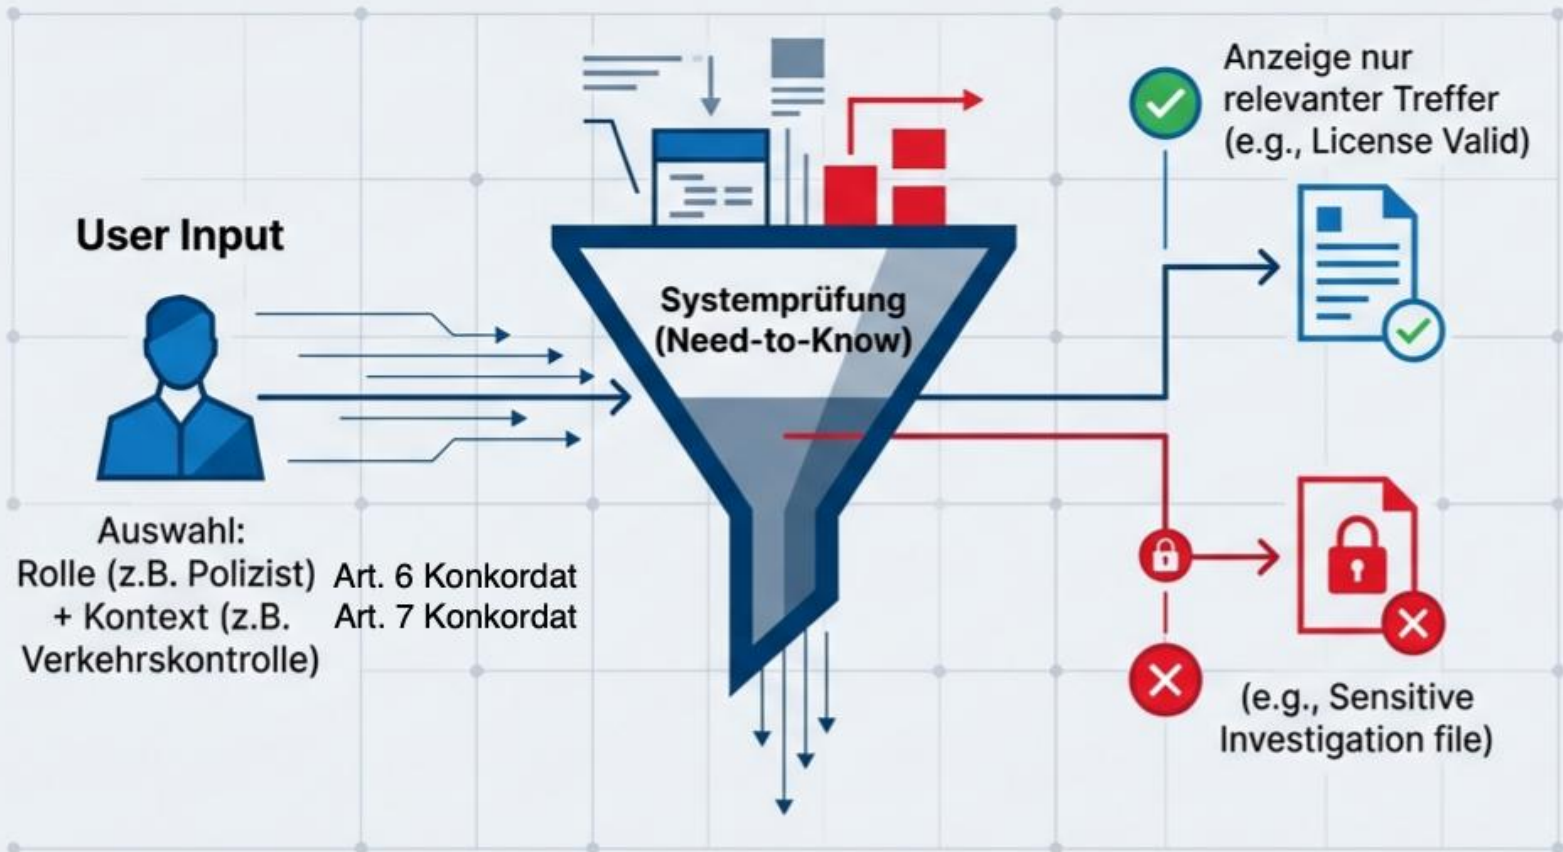 User Input
Auswahl:
Rolle (z.B. Polizist)
+ Kontext (z.B.
Verkehrskontrolle)
Art. 6 Konkordat
Art. 7 Konkordat
Systemprüfung
(Need-to-Know)
Anzeige nur
relevanter Treffer
(e.g., License Valid)
(e.g., Sensitive
Investigation file)